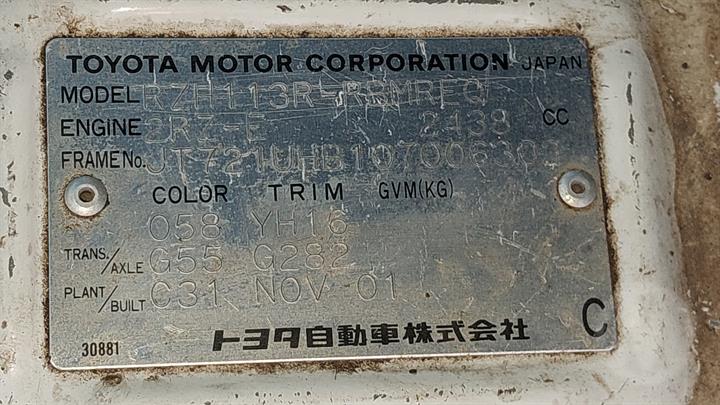 TOYOTA MOTOR CORPORATION JAPAN
MODEL RZH113R-RBMREQ
ENGINE 2RZ-E 2438 CC
FRAME No.
COLOR TRIM GVM(KG)
058 YH16
TRANS./AXLE G55 G282
PLANT/BUILT C31 NOV 01
トヨタ自動車株式会社 C
30881